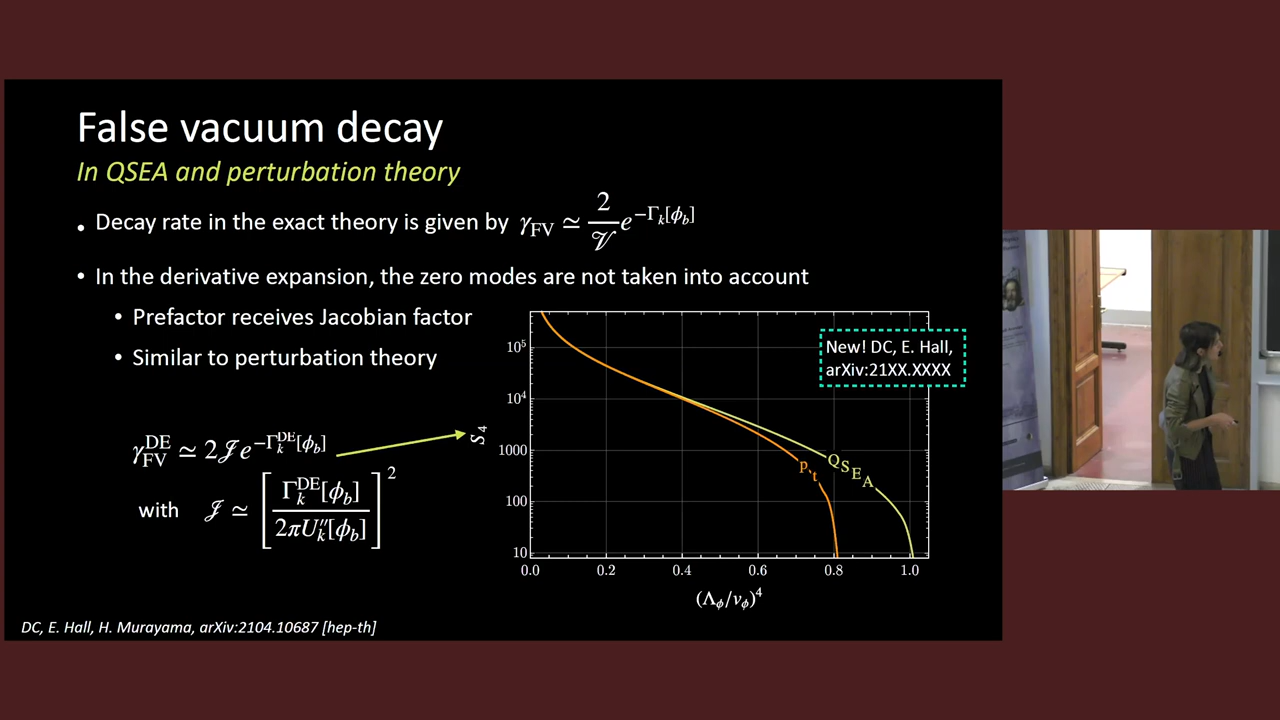 False vacuum decay
In QSEA and perturbation theory
• Decay rate in the exact theory is given by γ_FV ≃ 2/𝒱 e^{−Γ_k[ϕ_b]}
• In the derivative expansion, the zero modes are not taken into account
• Prefactor receives Jacobian factor
• Similar to perturbation theory
γ_FV^DE ≃ 2𝒥e^{−Γ_k^DE[ϕ_b]}
with 𝒥 ≃ [Γ_k^DE[ϕ_b] / 2πU_k″[ϕ_b]]^2
New! DC, E. Hall,
arXiv:21XX.XXXX
10^5
10^4
1000
100
10
S_4
p.t
QSEA
0.0 0.2 0.4 0.6 0.8 1.0
(Λ_ϕ/v_ϕ)^4
DC, E. Hall, H. Murayama, arXiv:2104.10687 [hep-th]